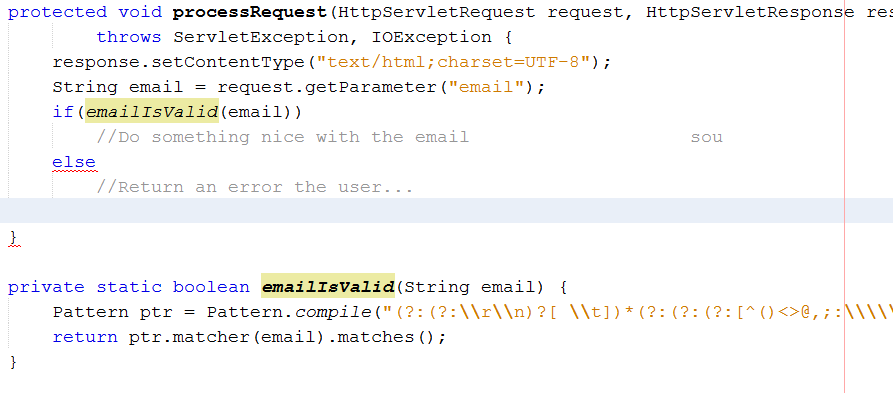 protected void processRequest(HttpServletRequest request, HttpServletResponse res
throws ServletException, IOException {
response.setContentType("text/html;charset=UTF-8");
String email = request.getParameter("email");
if(emailIsValid(email))
//Do something nice with the email sou
else
//Return an error the user...
}
private static boolean emailIsValid(String email) {
Pattern ptr = Pattern.compile("(?:(?:\\r\\n)?[ \\t])*(?:(?:(?:[^()<>@,;:\\\\
return ptr.matcher(email).matches();
}